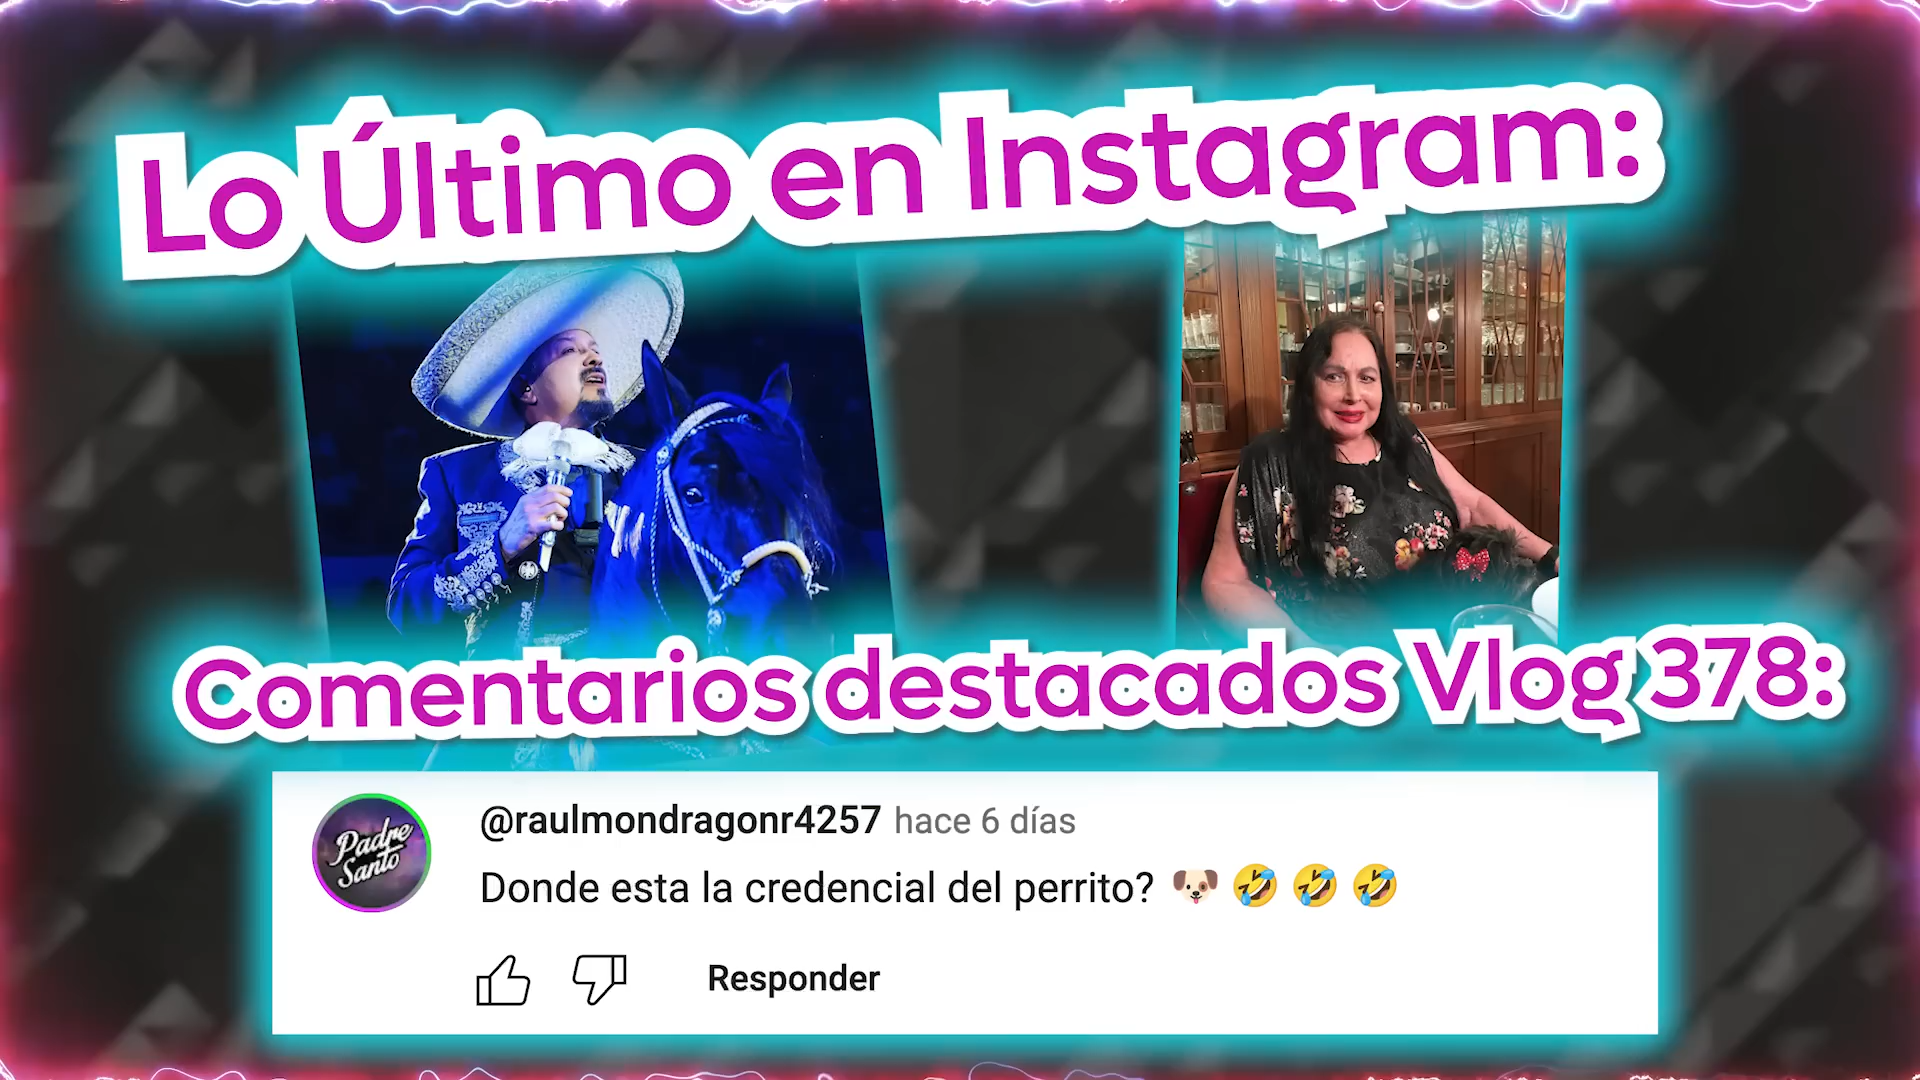 Lo Último en Instagram:
Comentarios destacados Vlog 378:
Padre
Santo
@raulmondragonr4257 hace 6 días
Donde esta la credencial del perrito? 🐶 🤣 🤣 🤣
Responder